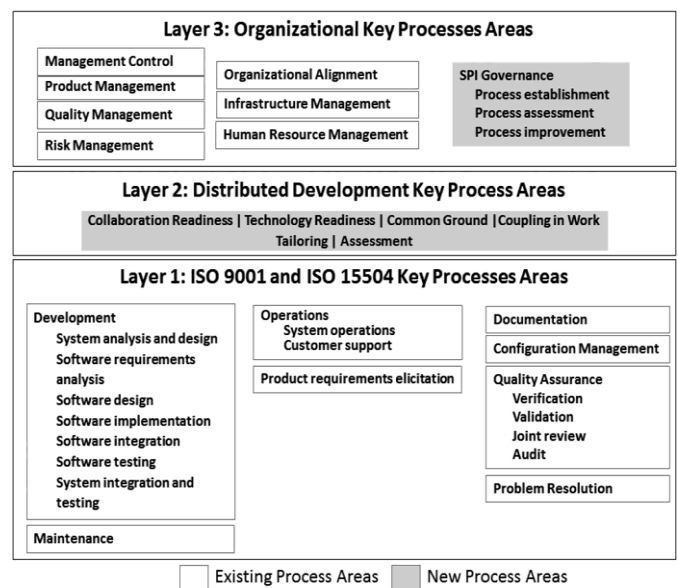 Layer 3: Organizational Key Processes Areas
Management Control
Product Management
Quality Management
Risk Management
Organizational Alignment
Infrastructure Management
Human Resource Management
SPI Governance
Process establishment
Process assessment
Process improvement
Layer 2: Distributed Development Key Process Areas
Collaboration Readiness | Technology Readiness | Common Ground |Coupling in Work
Tailoring | Assessment
Layer 1: ISO 9001 and ISO 15504 Key Processes Areas
Development
System analysis and design
Software requirements
analysis
Software design
Software implementation
Software integration
Software testing
System integration and
testing
Maintenance
Operations
System operations
Customer support
Product requirements elicitation
Documentation
Configuration Management
Quality Assurance
Verification
Validation
Joint review
Audit
Problem Resolution
Existing Process Areas
New Process Areas